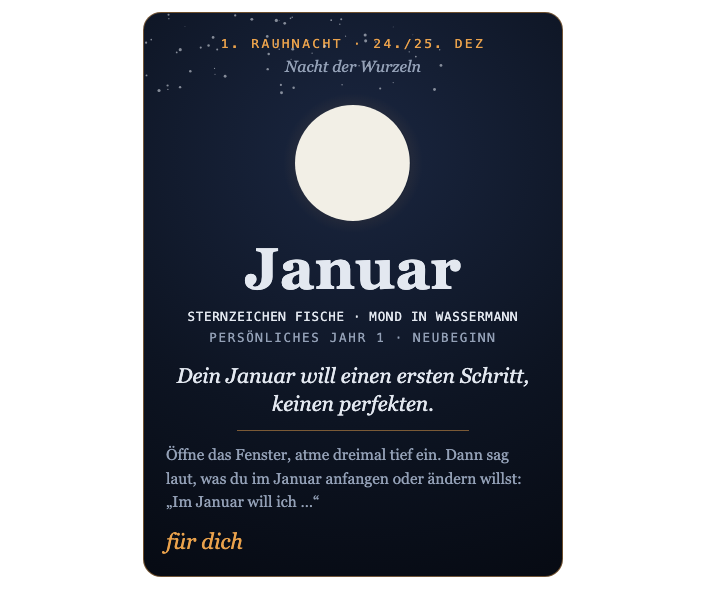 1. RAUHNACHT · 24./25. DEZ
Nacht der Wurzeln
Januar
STERNZEICHEN FISCHE · MOND IN WASSERMANN
PERSÖNLICHES JAHR 1 · NEUBEGINN
Dein Januar will einen ersten Schritt,
keinen perfekten.
Öffne das Fenster, atme dreimal tief ein. Dann sag
laut, was du im Januar anfangen oder ändern willst:
„Im Januar will ich …“
für dich